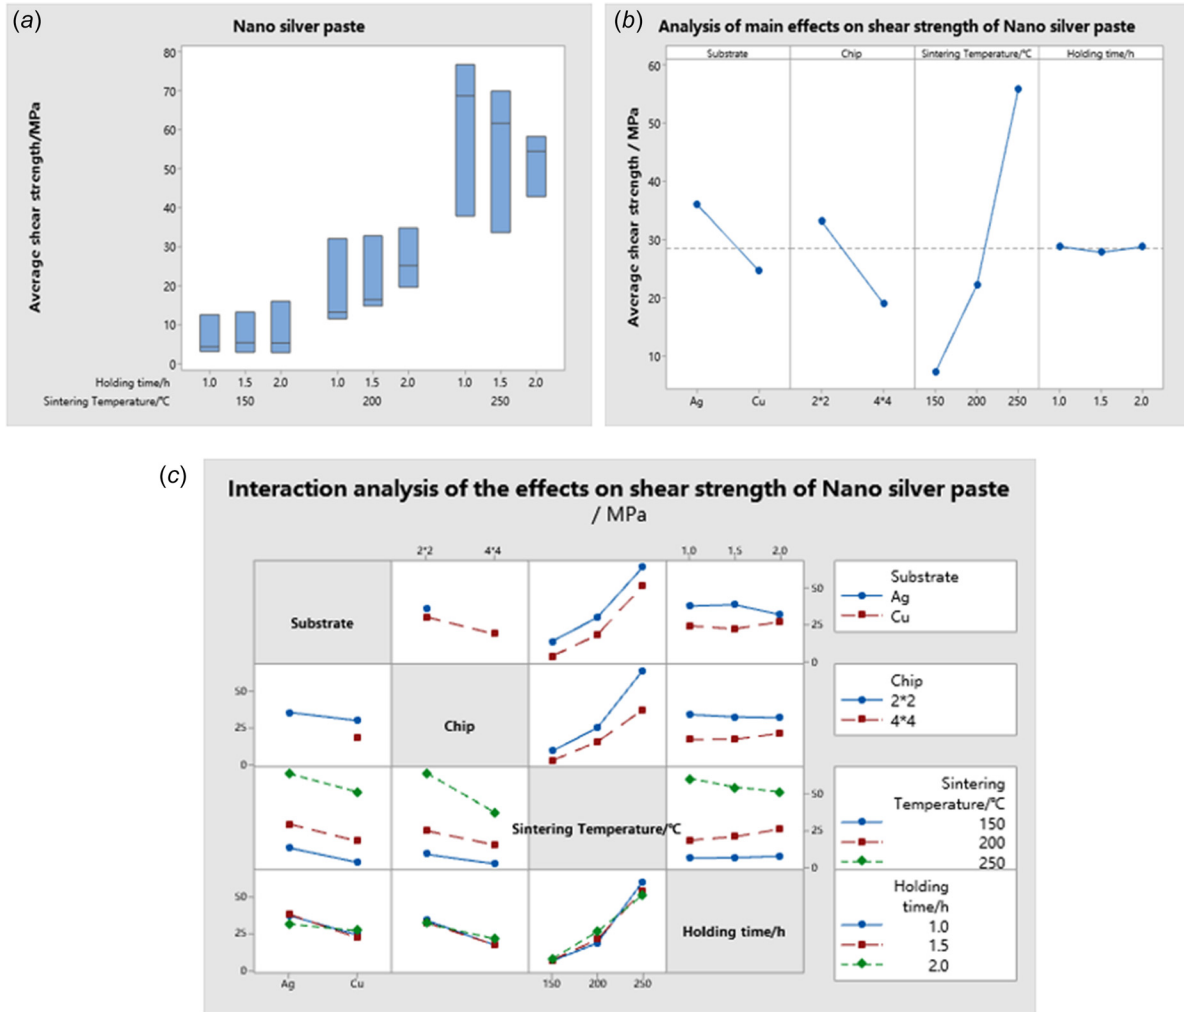 (a)
Nano silver paste
Average shear strength/MPa
80
70
60
50
40
30
20
10
0
Holding time/h 1.0 1.5 2.0 1.0 1.5 2.0 1.0 1.5 2.0
Sintering Temperature/℃ 150 200 250
(b)
Analysis of main effects on shear strength of Nano silver paste
Substrate Chip Sintering Temperature/℃ Holding time/h
Average shear strength / MPa
60
50
40
30
20
10
Ag Cu 2*2 4*4 150 200 250 1.0 1.5 2.0
(c)
Interaction analysis of the effects on shear strength of Nano silver paste
/ MPa
2*2 4*4 1.0 1.5 2.0
Substrate
50
25
0
Substrate
Ag
Cu
50
25
0
Chip
Chip
2*2
4*4
Sintering Temperature/℃
50
25
0
Sintering
Temperature/℃
150
200
250
50
25
0
Holding time/h
Holding
time/h
1.0
1.5
2.0
Ag Cu 150 200 250